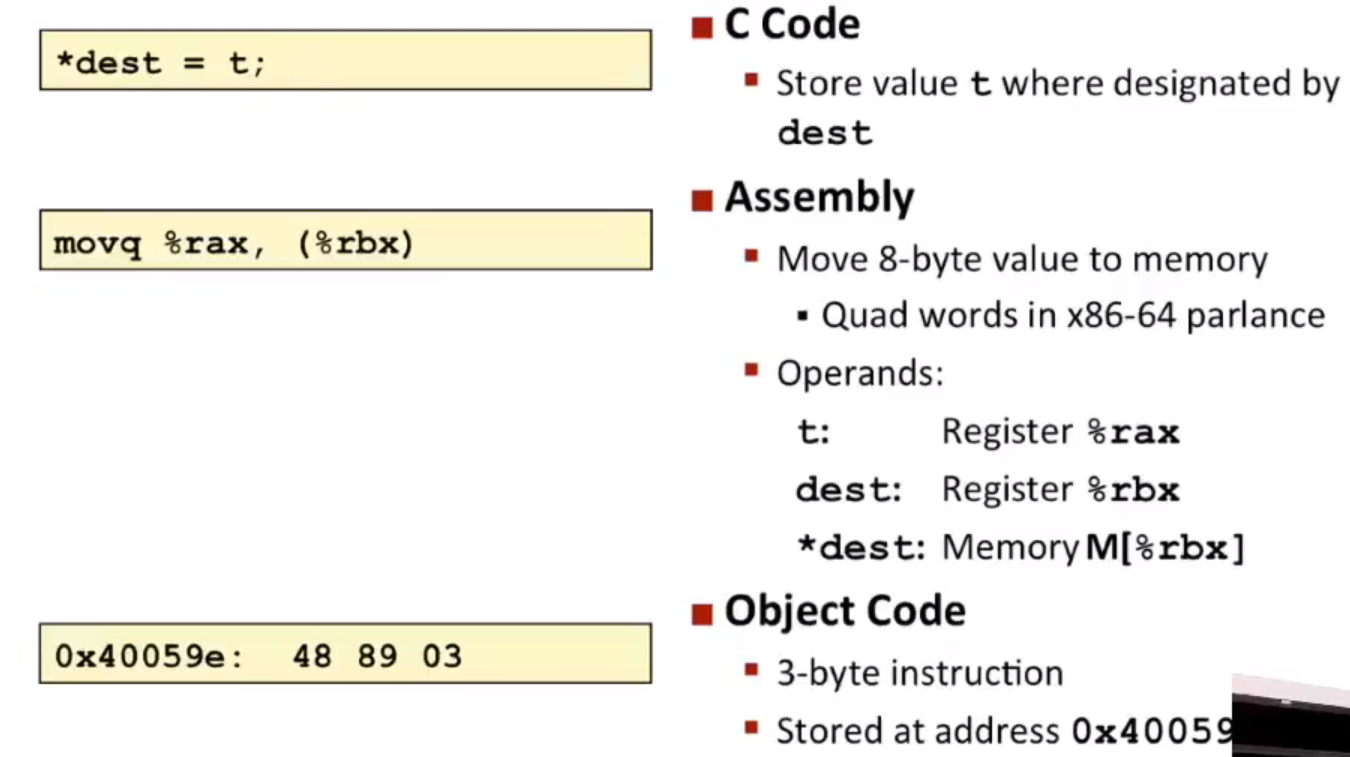 *dest = t;
C Code
Store value t where designated by
dest
movq %rax, (%rbx)
Assembly
Move 8-byte value to memory
Quad words in x86-64 parlance
Operands:
t: Register %rax
dest: Register %rbx
*dest: Memory M[%rbx]
0x40059e: 48 89 03
Object Code
3-byte instruction
Stored at address 0x40059